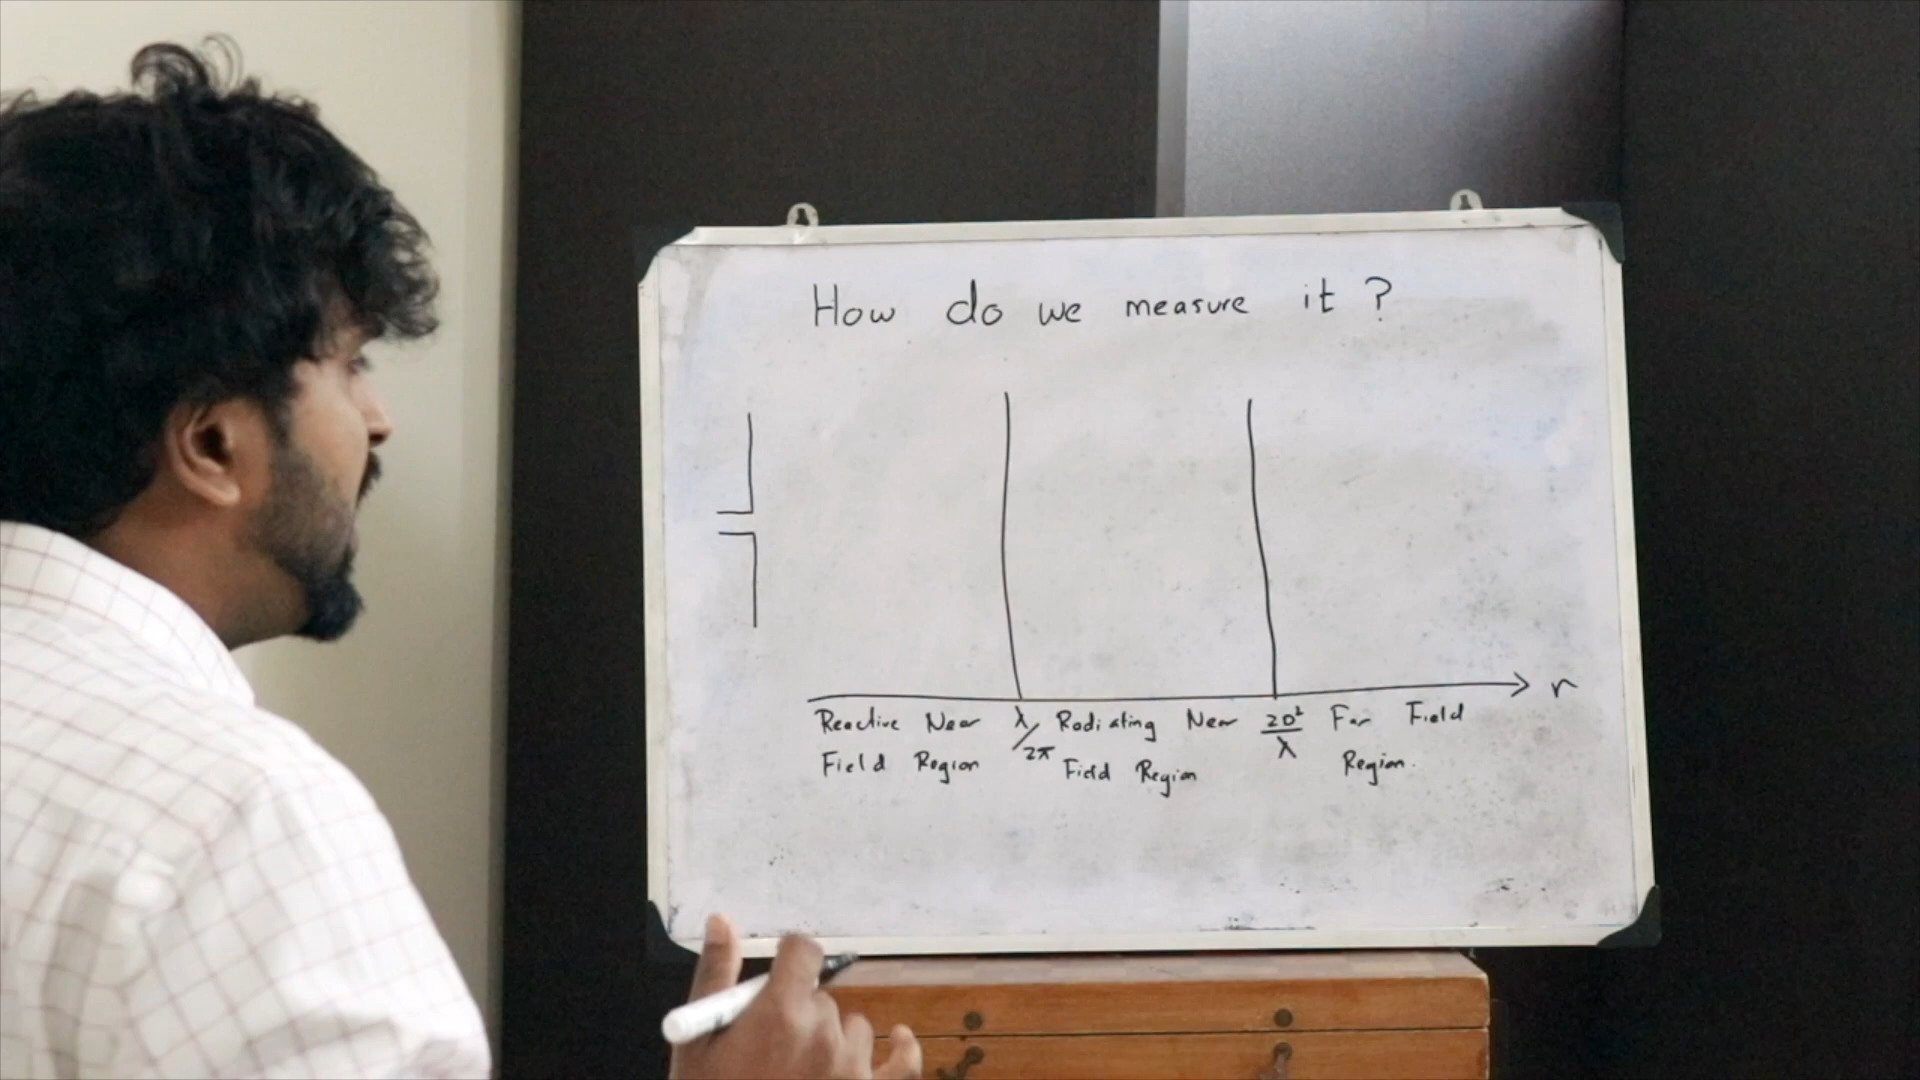 How do we measure it ?
Reactive Near λ/2π Radiating Near 2D²/λ Far Field
Field Region Field Region Region.
r